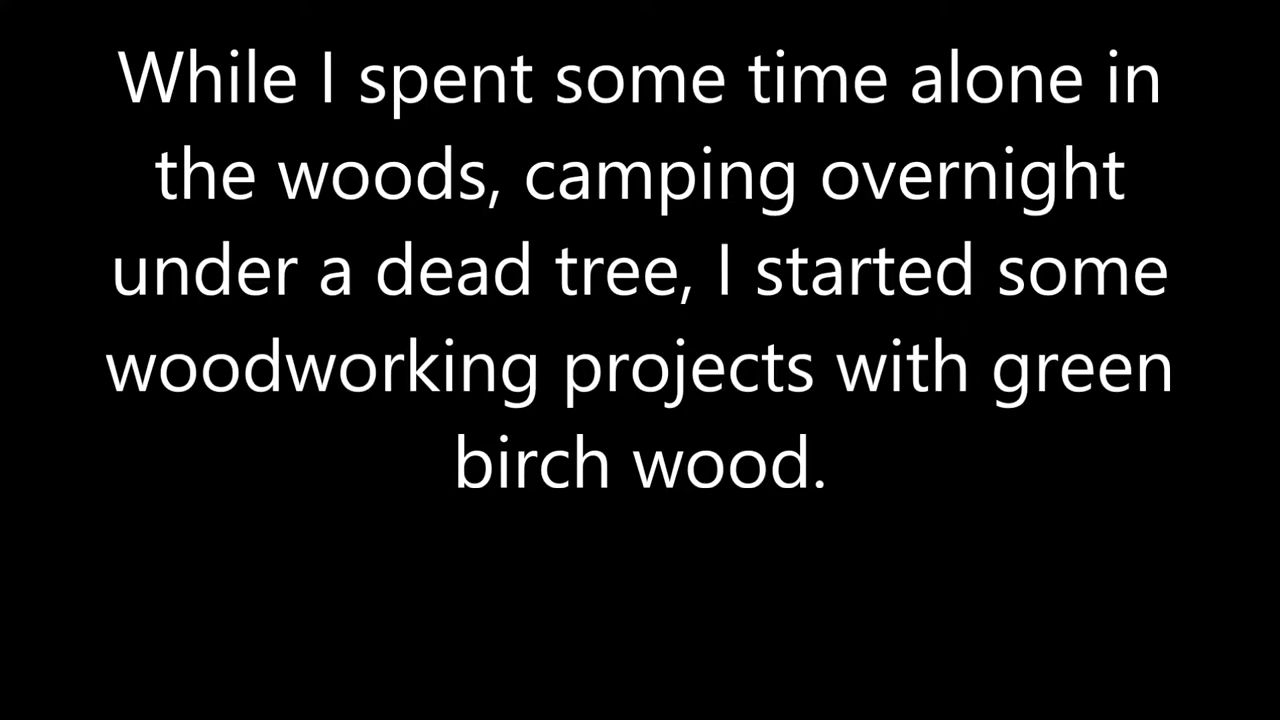 While I spent some time alone in
the woods, camping overnight
under a dead tree, I started some
woodworking projects with green
birch wood.